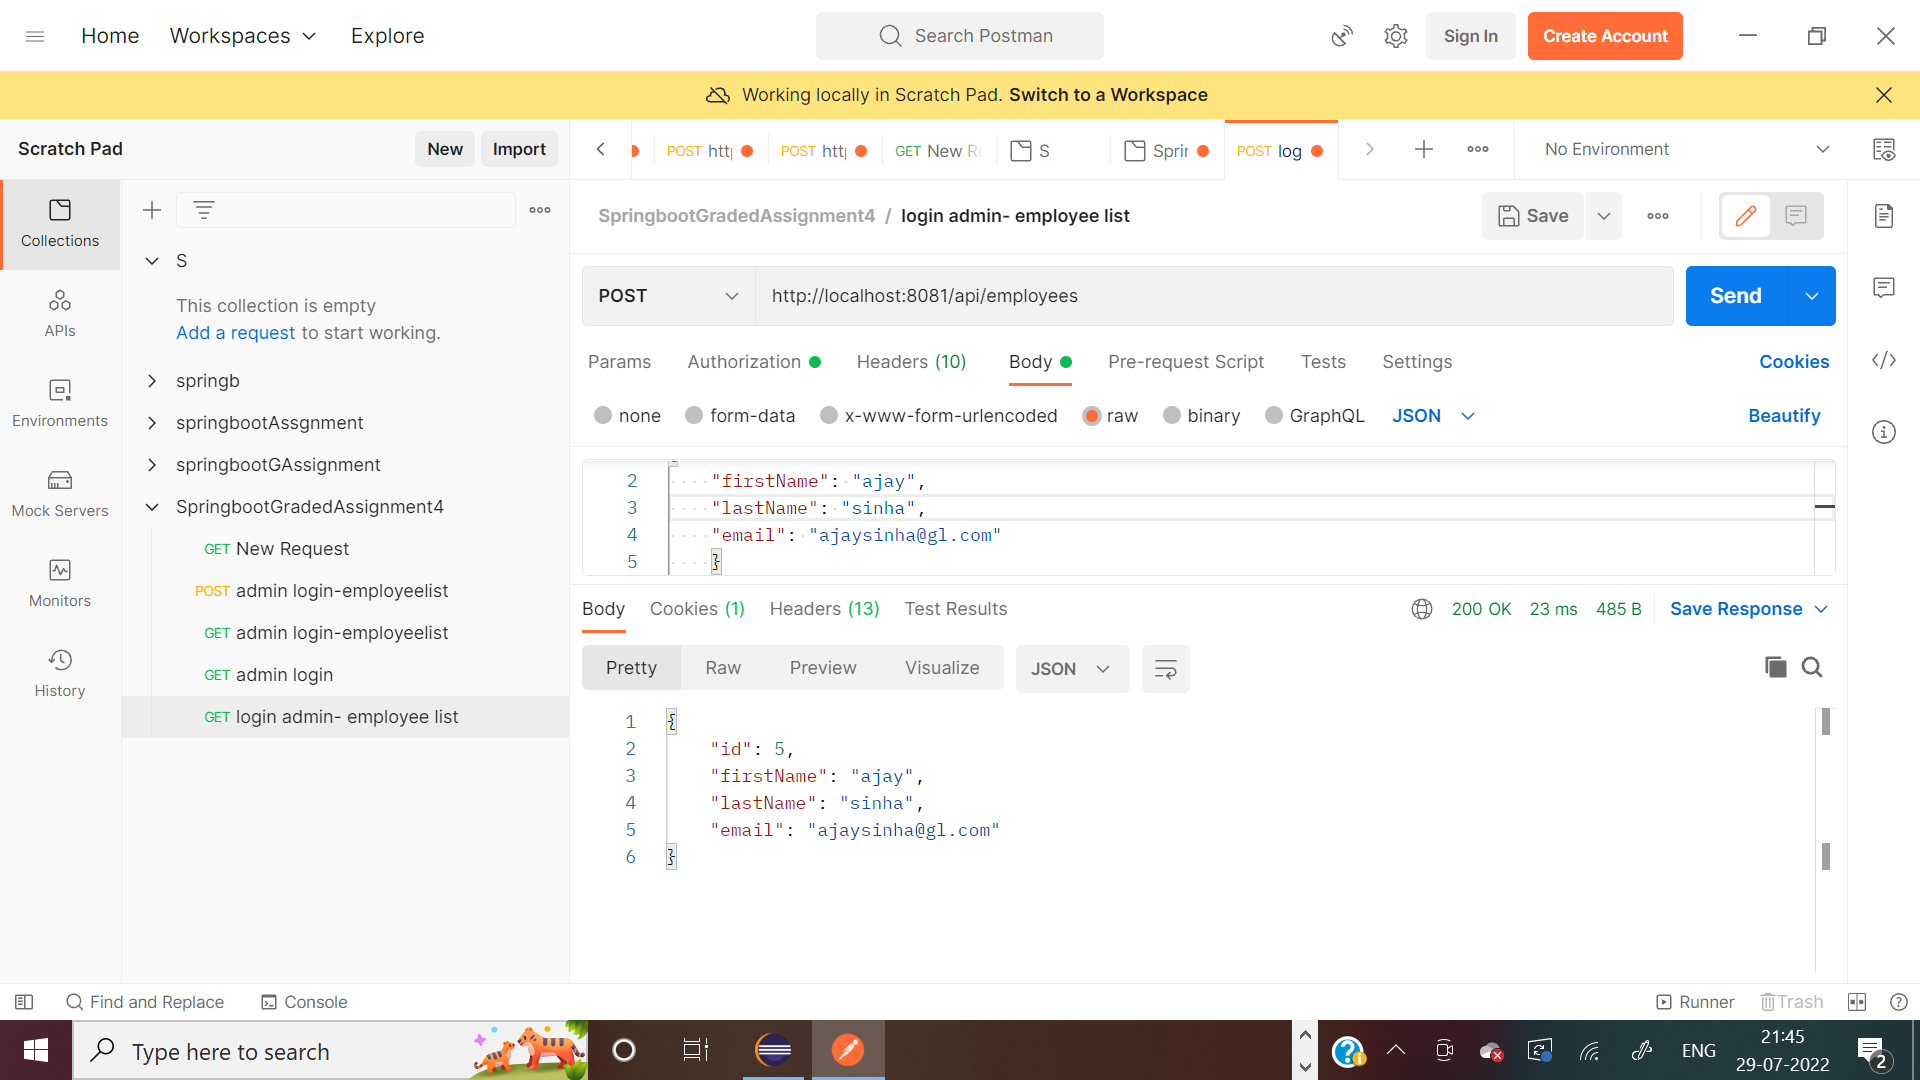 Home Workspaces Explore Search Postman Sign In Create Account
Working locally in Scratch Pad. Switch to a Workspace
Scratch Pad New Import
POST POST GET New S POST log No Environment
Collections
APIs
Environments
Mock Servers
Monitors
History
S
This collection is empty
Add a request to start working.
springb
springbootAssgnment
springbootGAssignment
SpringbootGradedAssignment4
GET New Request
POST admin login-employeelist
GET admin login-employeelist
GET admin login
GET login admin- employee list
SpringbootGradedAssignment4 / login admin- employee list Save
POST http://localhost:8081/api/employees Send
Params Authorization Headers (10) Body Pre-request Script Tests Settings Cookies
none form-data x-www-form-urlencoded raw binary GraphQL JSON Beautify
2 "firstName": "ajay",
3 "lastName": "sinha",
4 "email": "ajaysinha@gl.com"
5 }
Body Cookies (1) Headers (13) Test Results 200 OK 23 ms 485 B Save Response
Pretty Raw Preview Visualize JSON
1 {
2 "id": 5,
3 "firstName": "ajay",
4 "lastName": "sinha",
5 "email": "ajaysinha@gl.com"
6 }
Find and Replace Console Runner Trash
Type here to search ENG 21:45
29-07-2022 2